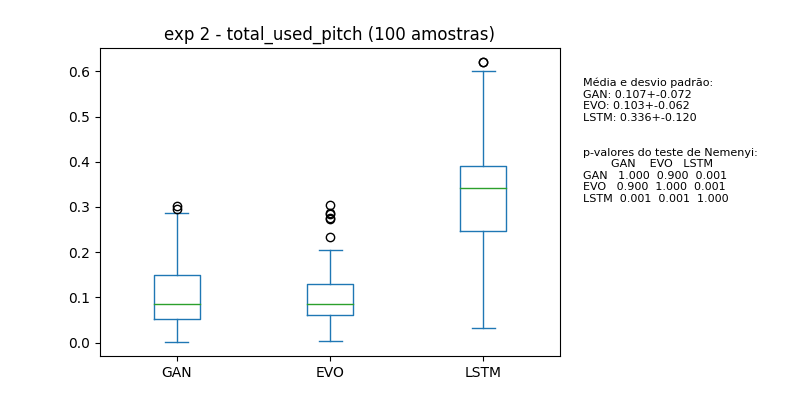 exp 2 - total_used_pitch (100 amostras)
0.6
0.5
0.4
0.3
0.2
0.1
0.0
GAN EVO LSTM
Média e desvio padrão:
GAN: 0.107+-0.072
EVO: 0.103+-0.062
LSTM: 0.336+-0.120
p-valores do teste de Nemenyi:
GAN EVO LSTM
GAN 1.000 0.900 0.001
EVO 0.900 1.000 0.001
LSTM 0.001 0.001 1.000